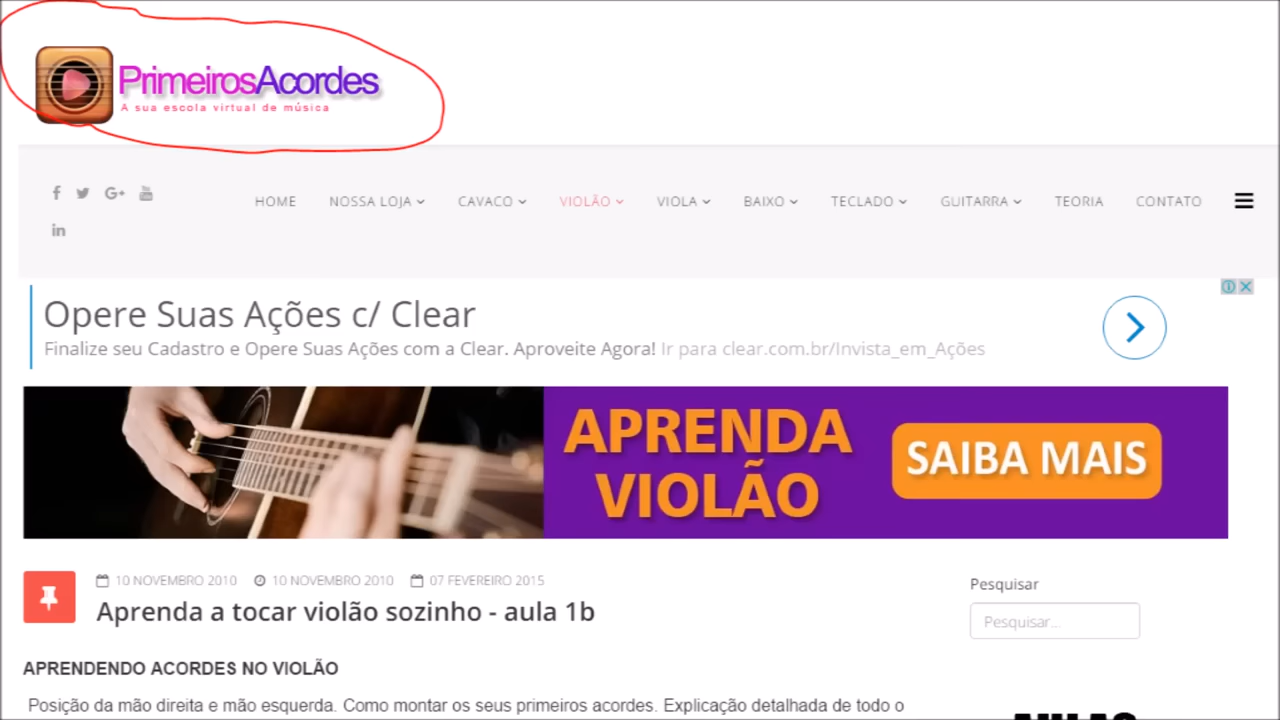 PrimeirosAcordes
A sua escola virtual de música
HOME NOSSA LOJA CAVACO VIOLÃO VIOLA BAIXO TECLADO GUITARRA TEORIA CONTATO
Opere Suas Ações c/ Clear
Finalize seu Cadastro e Opere Suas Ações com a Clear. Aproveite Agora! Ir para clear.com.br/Invista_em_Ações
APRENDA
VIOLÃO
SAIBA MAIS
10 NOVEMBRO 2010 10 NOVEMBRO 2010 07 FEVEREIRO 2015
Aprenda a tocar violão sozinho - aula 1b
Pesquisar
Pesquisar...
APRENDENDO ACORDES NO VIOLÃO
Posição da mão direita e mão esquerda. Como montar os seus primeiros acordes. Explicação detalhada de todo o